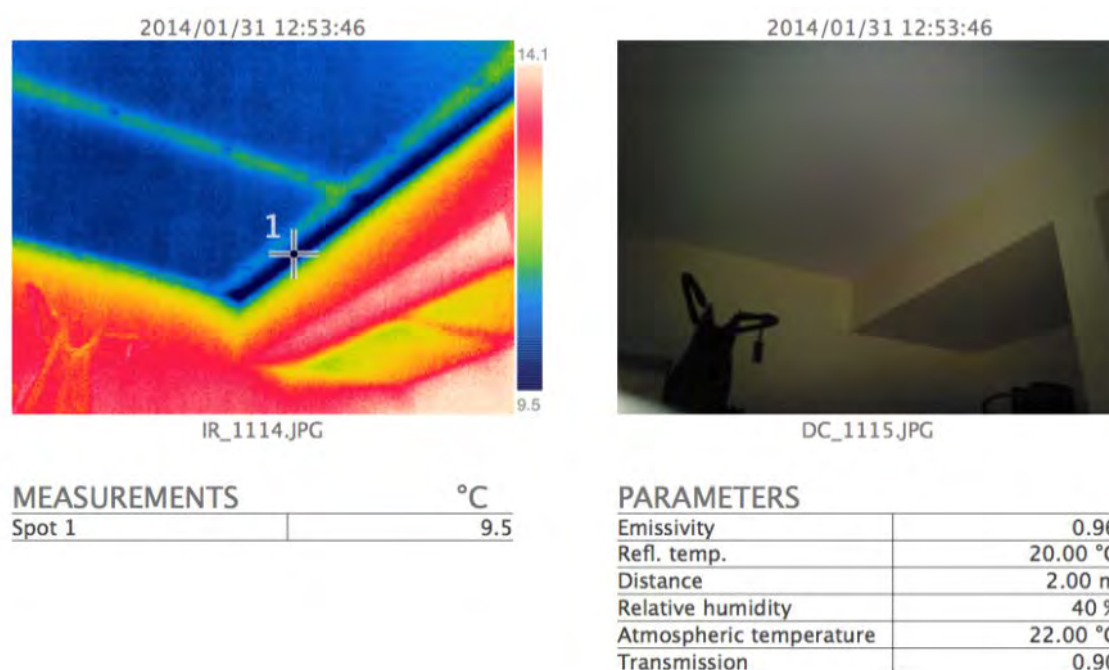 2014/01/31 12:53:46
14.1
1
9.5
IR_1114.JPG
MEASUREMENTS °C
Spot 1 9.5
2014/01/31 12:53:46
DC_1115.JPG
PARAMETERS
Emissivity 0.96
Refl. temp. 20.00 °C
Distance 2.00 m
Relative humidity 40 %
Atmospheric temperature 22.00 °C
Transmission 0.90